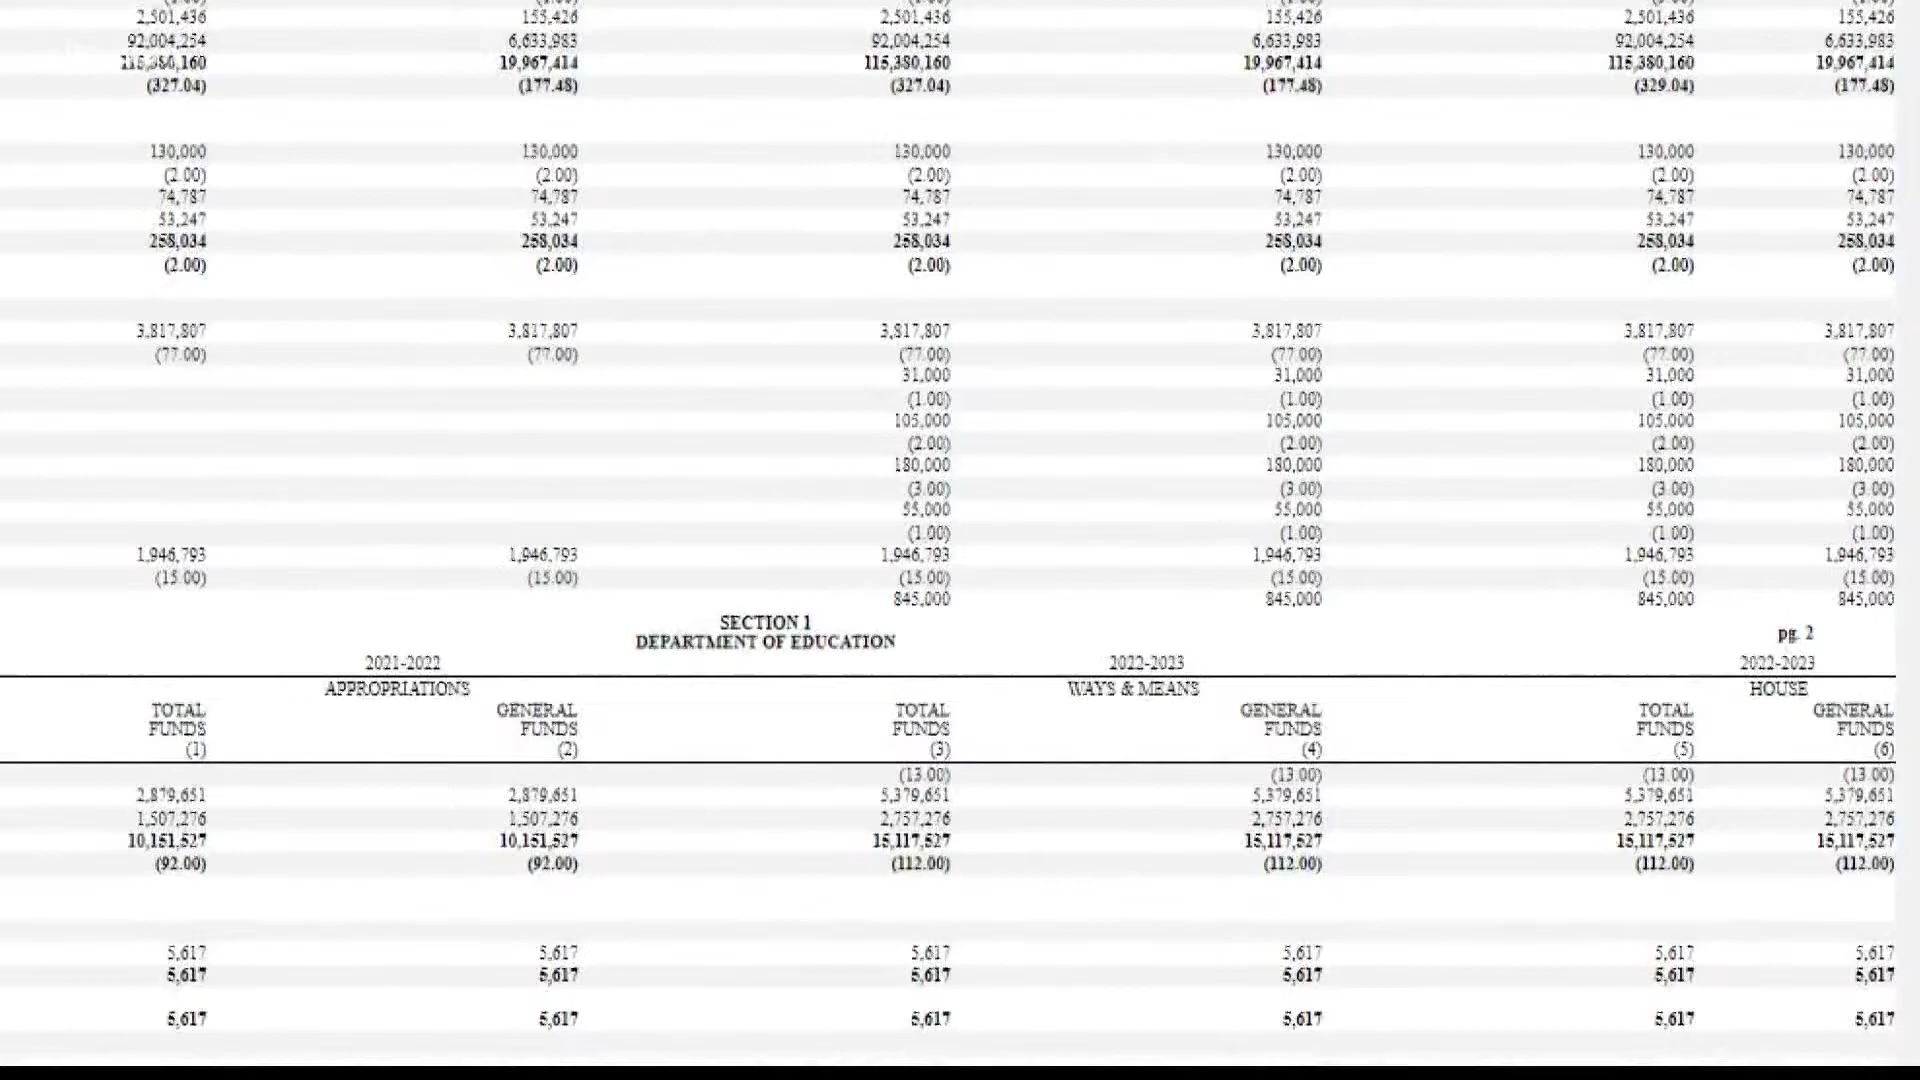 2,501,436 155,426 2,501,436 155,426 2,501,436 155,426
92,004,254 6,633,983 92,004,254 6,633,983 92,004,254 6,633,983
115,380,160 19,967,414 115,380,160 19,967,414 115,380,160 19,967,414
(327.04) (177.48) (327.04) (177.48) (329.04) (177.48)
130,000 130,000 130,000 130,000 130,000 130,000
(2.00) (2.00) (2.00) (2.00) (2.00) (2.00)
74,787 74,787 74,787 74,787 74,787 74,787
53,247 53,247 53,247 53,247 53,247 53,247
258,034 258,034 258,034 258,034 258,034 258,034
(2.00) (2.00) (2.00) (2.00) (2.00) (2.00)
3,817,807 3,817,807 3,817,807 3,817,807 3,817,807 3,817,807
(77.00) (77.00) (77.00) (77.00) (77.00) (77.00)
31,000 31,000 31,000 31,000
(1.00) (1.00) (1.00) (1.00)
105,000 105,000 105,000 105,000
(2.00) (2.00) (2.00) (2.00)
180,000 180,000 180,000 180,000
(3.00) (3.00) (3.00) (3.00)
55,000 55,000 55,000 55,000
(1.00) (1.00) (1.00) (1.00)
1,946,793 1,946,793 1,946,793 1,946,793 1,946,793 1,946,793
(15.00) (15.00) (15.00) (15.00) (15.00) (15.00)
845,000 845,000 845,000 845,000
SECTION 1
DEPARTMENT OF EDUCATION
pg. 2
2021-2022 2022-2023 2022-2023
APPROPRIATIONS WAYS & MEANS HOUSE
TOTAL GENERAL TOTAL GENERAL TOTAL GENERAL
FUNDS FUNDS FUNDS FUNDS FUNDS FUNDS
(1) (2) (3) (4) (5) (6)
(13.00) (13.00) (13.00) (13.00)
2,879,651 2,879,651 5,379,651 5,379,651 5,379,651 5,379,651
1,507,276 1,507,276 2,757,276 2,757,276 2,757,276 2,757,276
10,151,527 10,151,527 15,117,527 15,117,527 15,117,527 15,117,527
(92.00) (92.00) (112.00) (112.00) (112.00) (112.00)
5,617 5,617 5,617 5,617 5,617 5,617
5,617 5,617 5,617 5,617 5,617 5,617
5,617 5,617 5,617 5,617 5,617 5,617